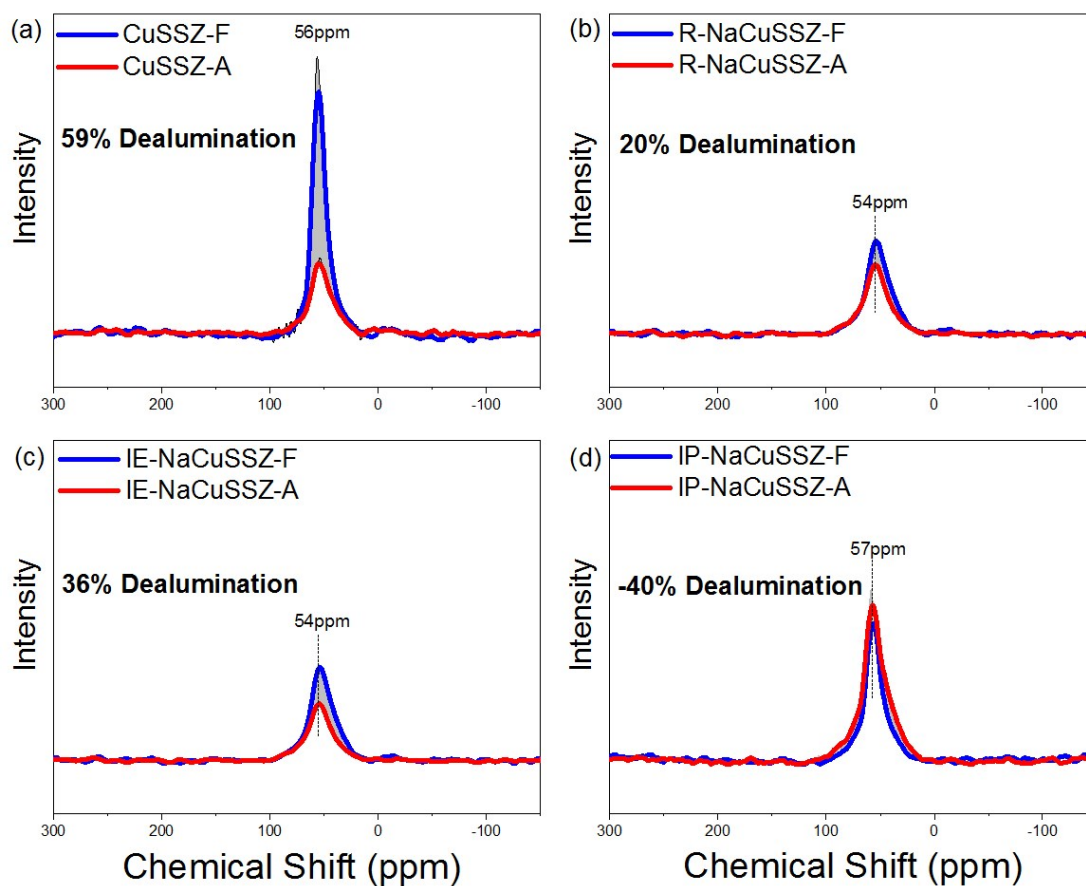 (a)
CuSSZ-F
CuSSZ-A
56ppm
59% Dealumination
Intensity
300
200
100
0
-100
(b)
R-NaCuSSZ-F
R-NaCuSSZ-A
20% Dealumination
54ppm
Intensity
300
200
100
0
-100
(c)
IE-NaCuSSZ-F
IE-NaCuSSZ-A
36% Dealumination
54ppm
Intensity
300
200
100
0
-100
Chemical Shift (ppm)
(d)
IP-NaCuSSZ-F
IP-NaCuSSZ-A
57ppm
-40% Dealumination
Intensity
300
200
100
0
-100
Chemical Shift (ppm)